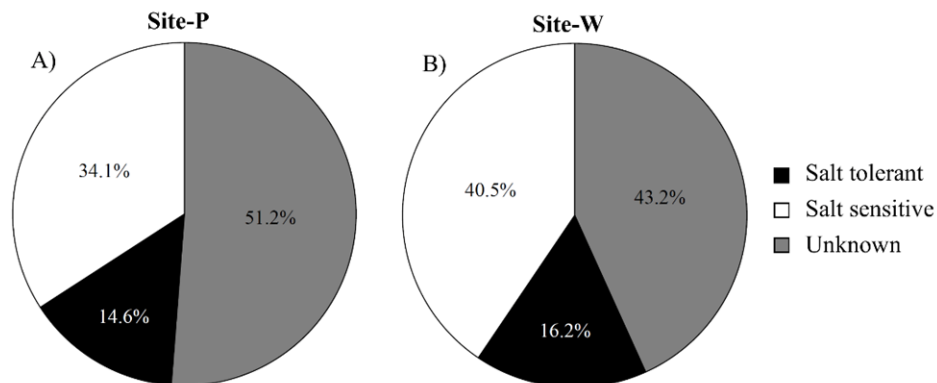 Site-P
A)
34.1%
51.2%
14.6%
Site-W
B)
40.5%
43.2%
16.2%
Salt tolerant
Salt sensitive
Unknown